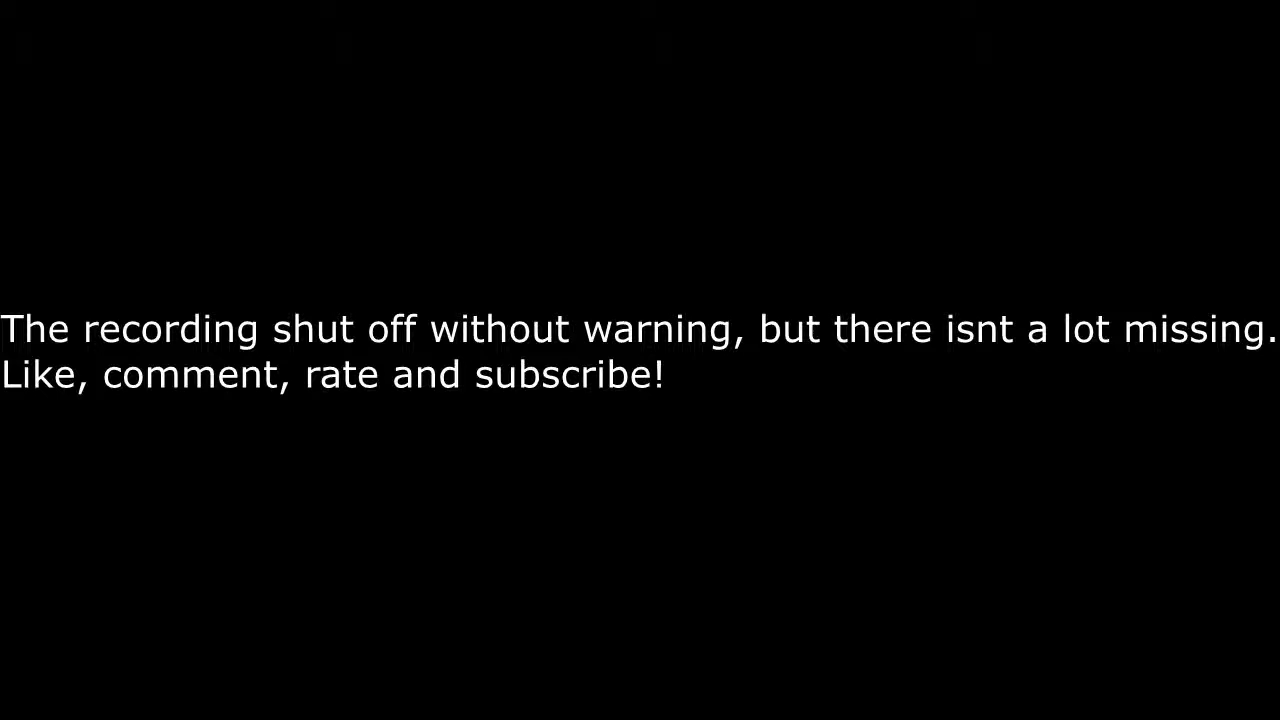 The recording shut off without warning, but there isnt a lot missing.
Like, comment, rate and subscribe!